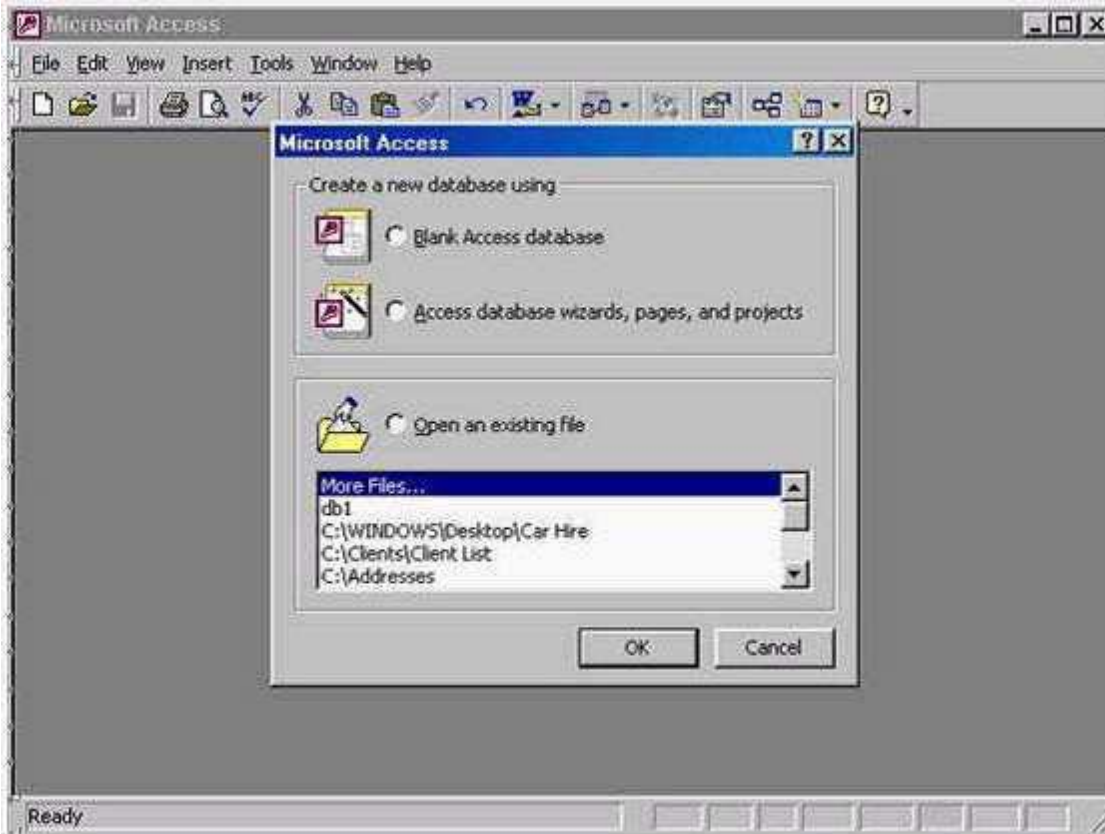 Microsoft Access
File Edit View Insert Tools Window Help
Microsoft Access
Create a new database using
Blank Access database
Access database wizards, pages, and projects
Open an existing file
More Files...
db1
C:\WINDOWS\Desktop\Car Hire
C:\Clients\Client List
C:\Addresses
OK Cancel
Ready